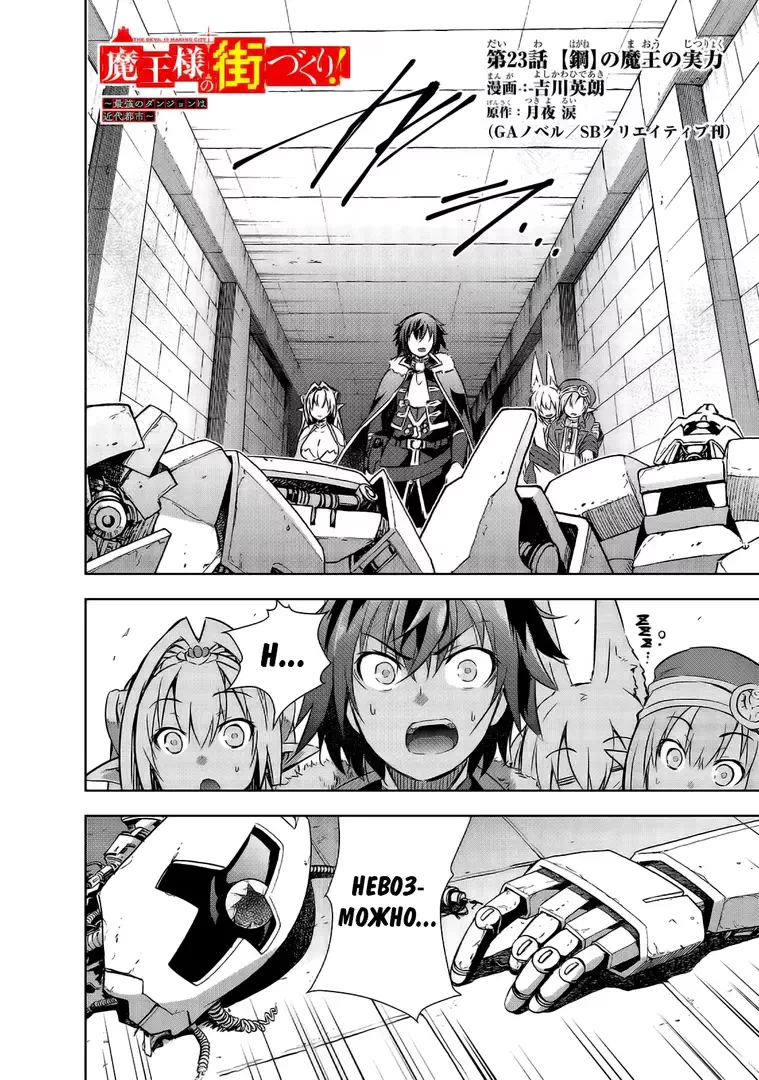 THE DEVIL IS MAKING CITY
魔王様の街づくり!
～最強のダンジョンは
近代都市～
第23話 【鋼】の魔王の実力
漫画：吉川英朗
原作：月夜 涙
（GAノベル／SBクリエイティブ刊）
Н...
НЕВОЗ-
МОЖНО...